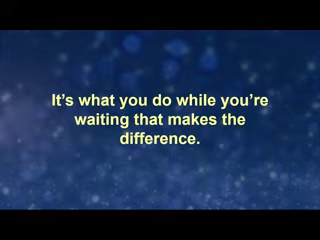 It’s what you do while you’re
waiting that makes the
difference.